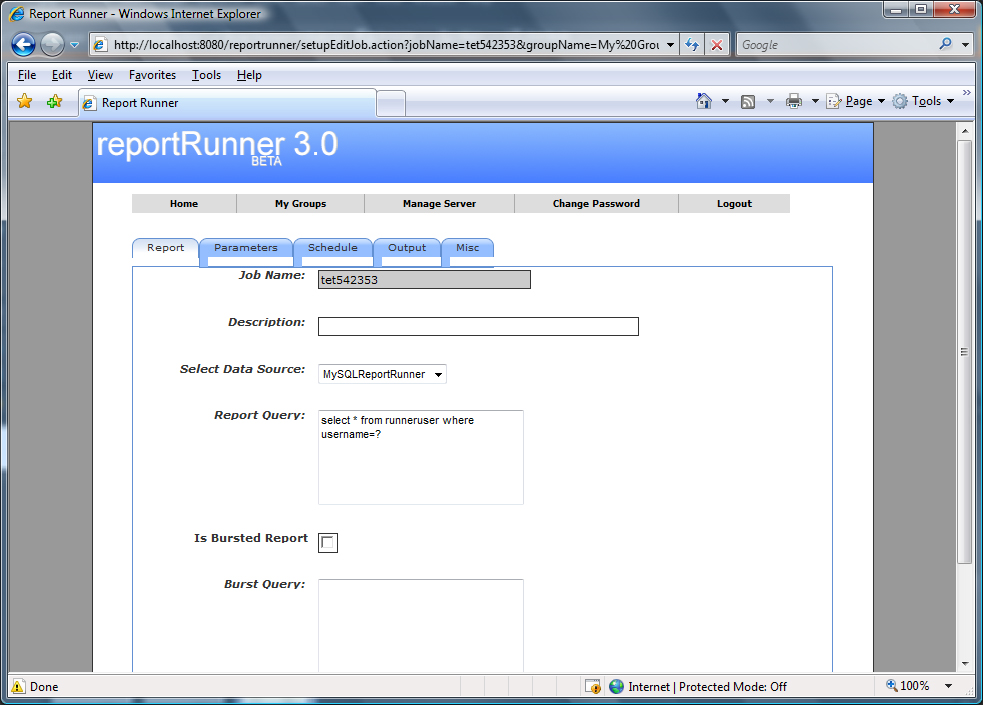 Report Runner - Windows Internet Explorer
http://localhost:8080/reportrunner/setupEditJob.action?jobName=tet542353&groupName=My%20Grou
Google
File Edit View Favorites Tools Help
Report Runner
Page Tools
reportRunner 3.0
BETA
Home My Groups Manage Server Change Password Logout
Report Parameters Schedule Output Misc
Job Name: tet542353
Description:
Select Data Source: MySQLReportRunner
Report Query: select * from runneruser where
username=?
Is Bursted Report
Burst Query:
Done Internet | Protected Mode: Off 100%